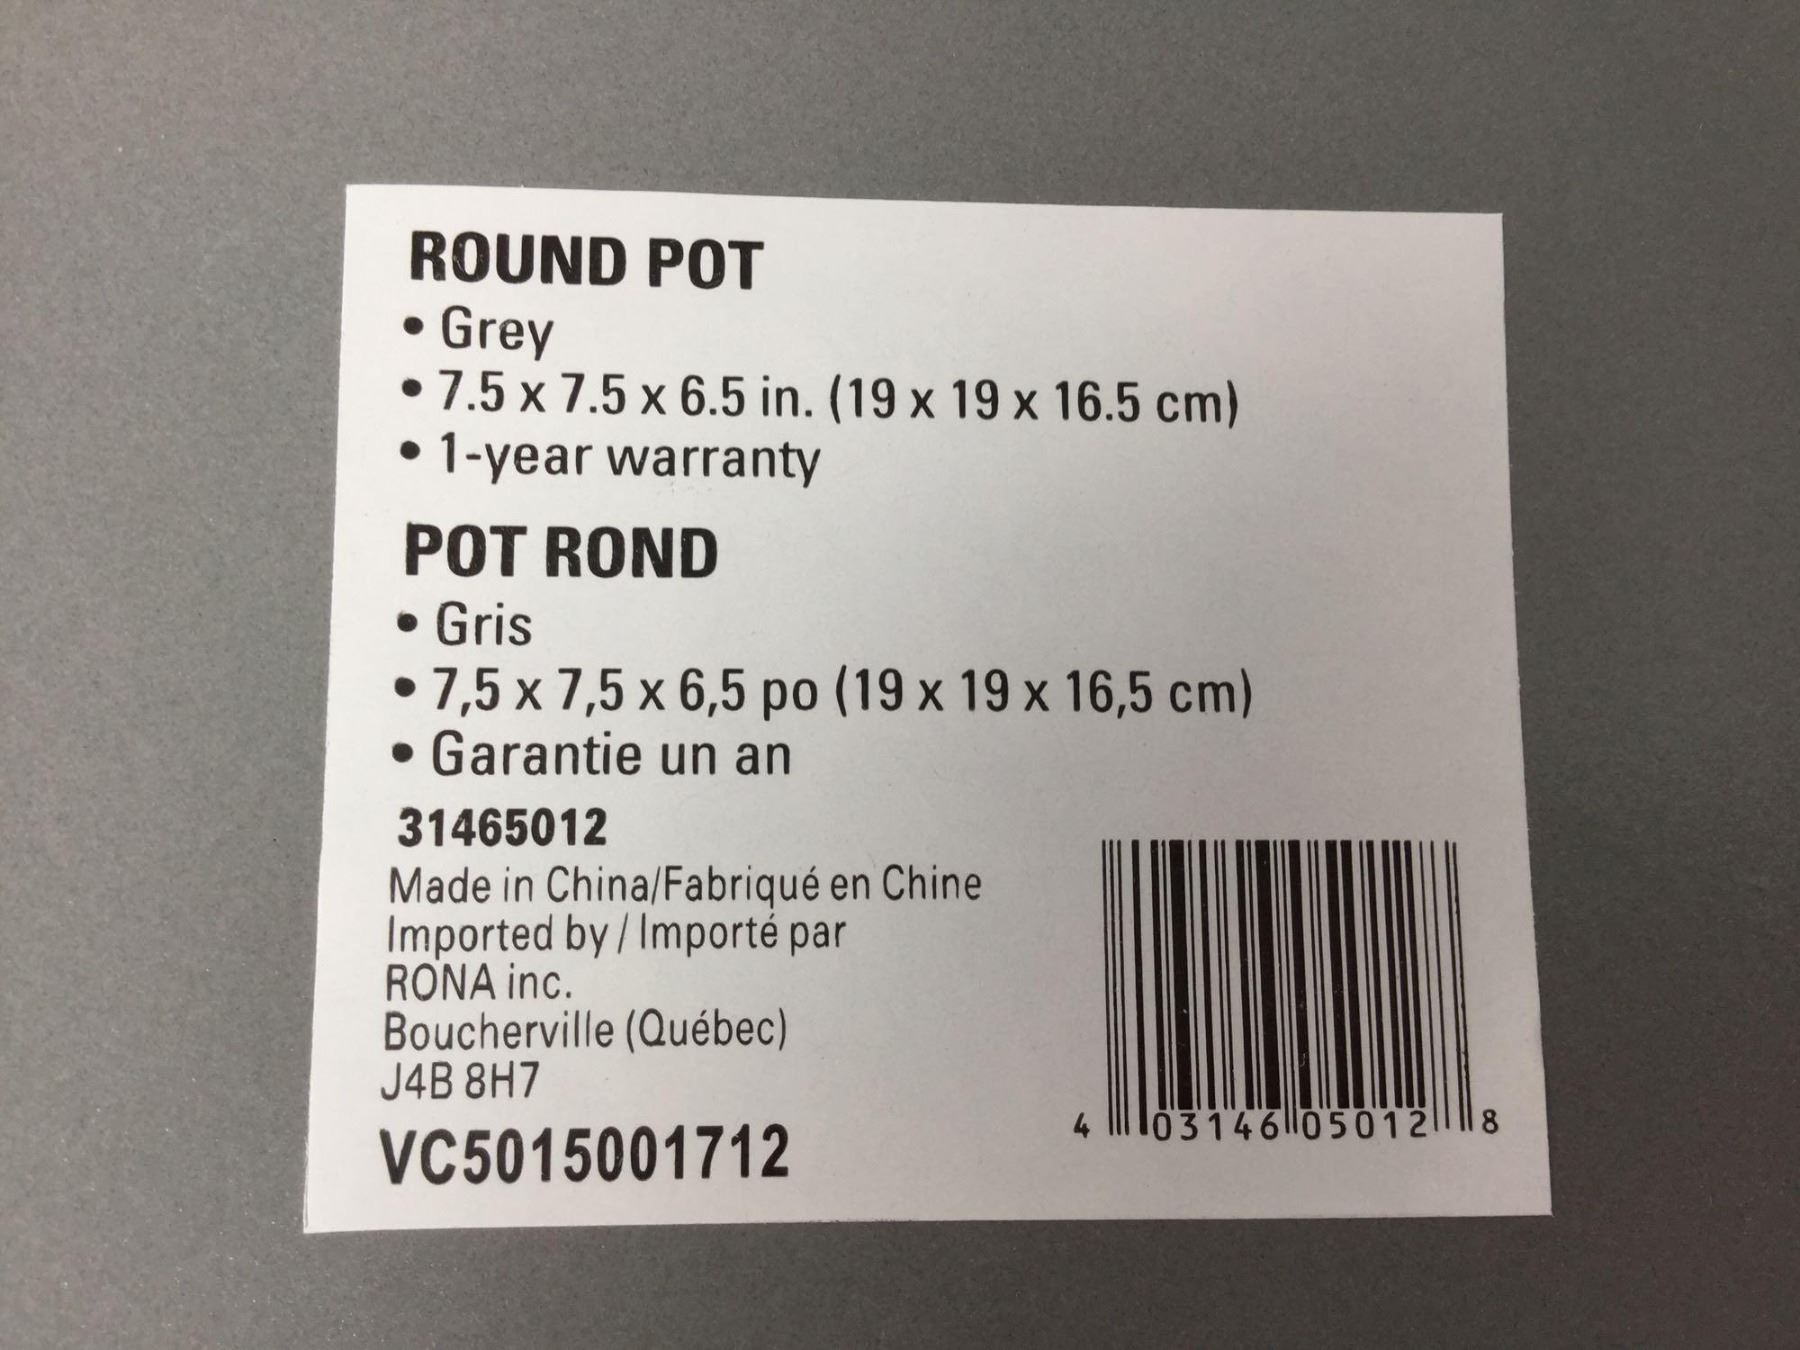 ROUND POT
• Grey
• 7.5 x 7.5 x 6.5 in. (19 x 19 x 16.5 cm)
• 1-year warranty
POT ROND
• Gris
• 7,5 x 7,5 x 6,5 po (19 x 19 x 16,5 cm)
• Garantie un an
31465012
Made in China/Fabriqué en Chine
Imported by / Importé par
RONA inc.
Boucherville (Québec)
J4B 8H7
VC5015001712
4 03146 05012 8